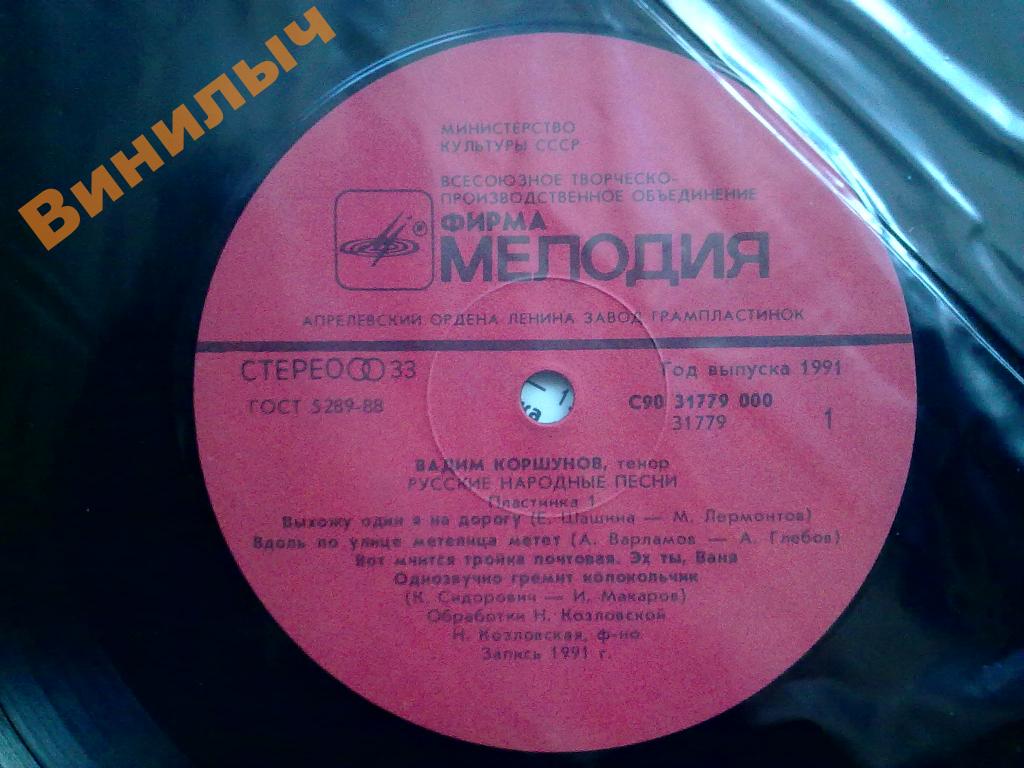 Винилыч
МИНИСТЕРСТВО
КУЛЬТУРЫ СССР
ВСЕСОЮЗНОЕ ТВОРЧЕСКО-
ПРОИЗВОДСТВЕННОЕ ОБЪЕДИНЕНИЕ
ФИРМА
МЕЛОДИЯ
АПРЕЛЕВСКИЙ ОРДЕНА ЛЕНИНА ЗАВОД ГРАМПЛАСТИНОК
СТЕРЕО 33
Год выпуска 1991
ГОСТ 5289-88
С90 31779 000
31779
1
ВАДИМ КОРШУНОВ, тенор
РУССКИЕ НАРОДНЫЕ ПЕСНИ
Пластинка 1
Выхожу один я на дорогу (Е. Шашина — М. Лермонтов)
Вдоль по улице метелица метет (А. Варламов — А. Глебов)
Вот мчится тройка почтовая. Эх ты, Ваня
Однозвучно гремит колокольчик
(К. Сидорович — И. Макаров)
Обработки Н. Козловской
Н. Козловская, ф-но
Запись 1991 г.